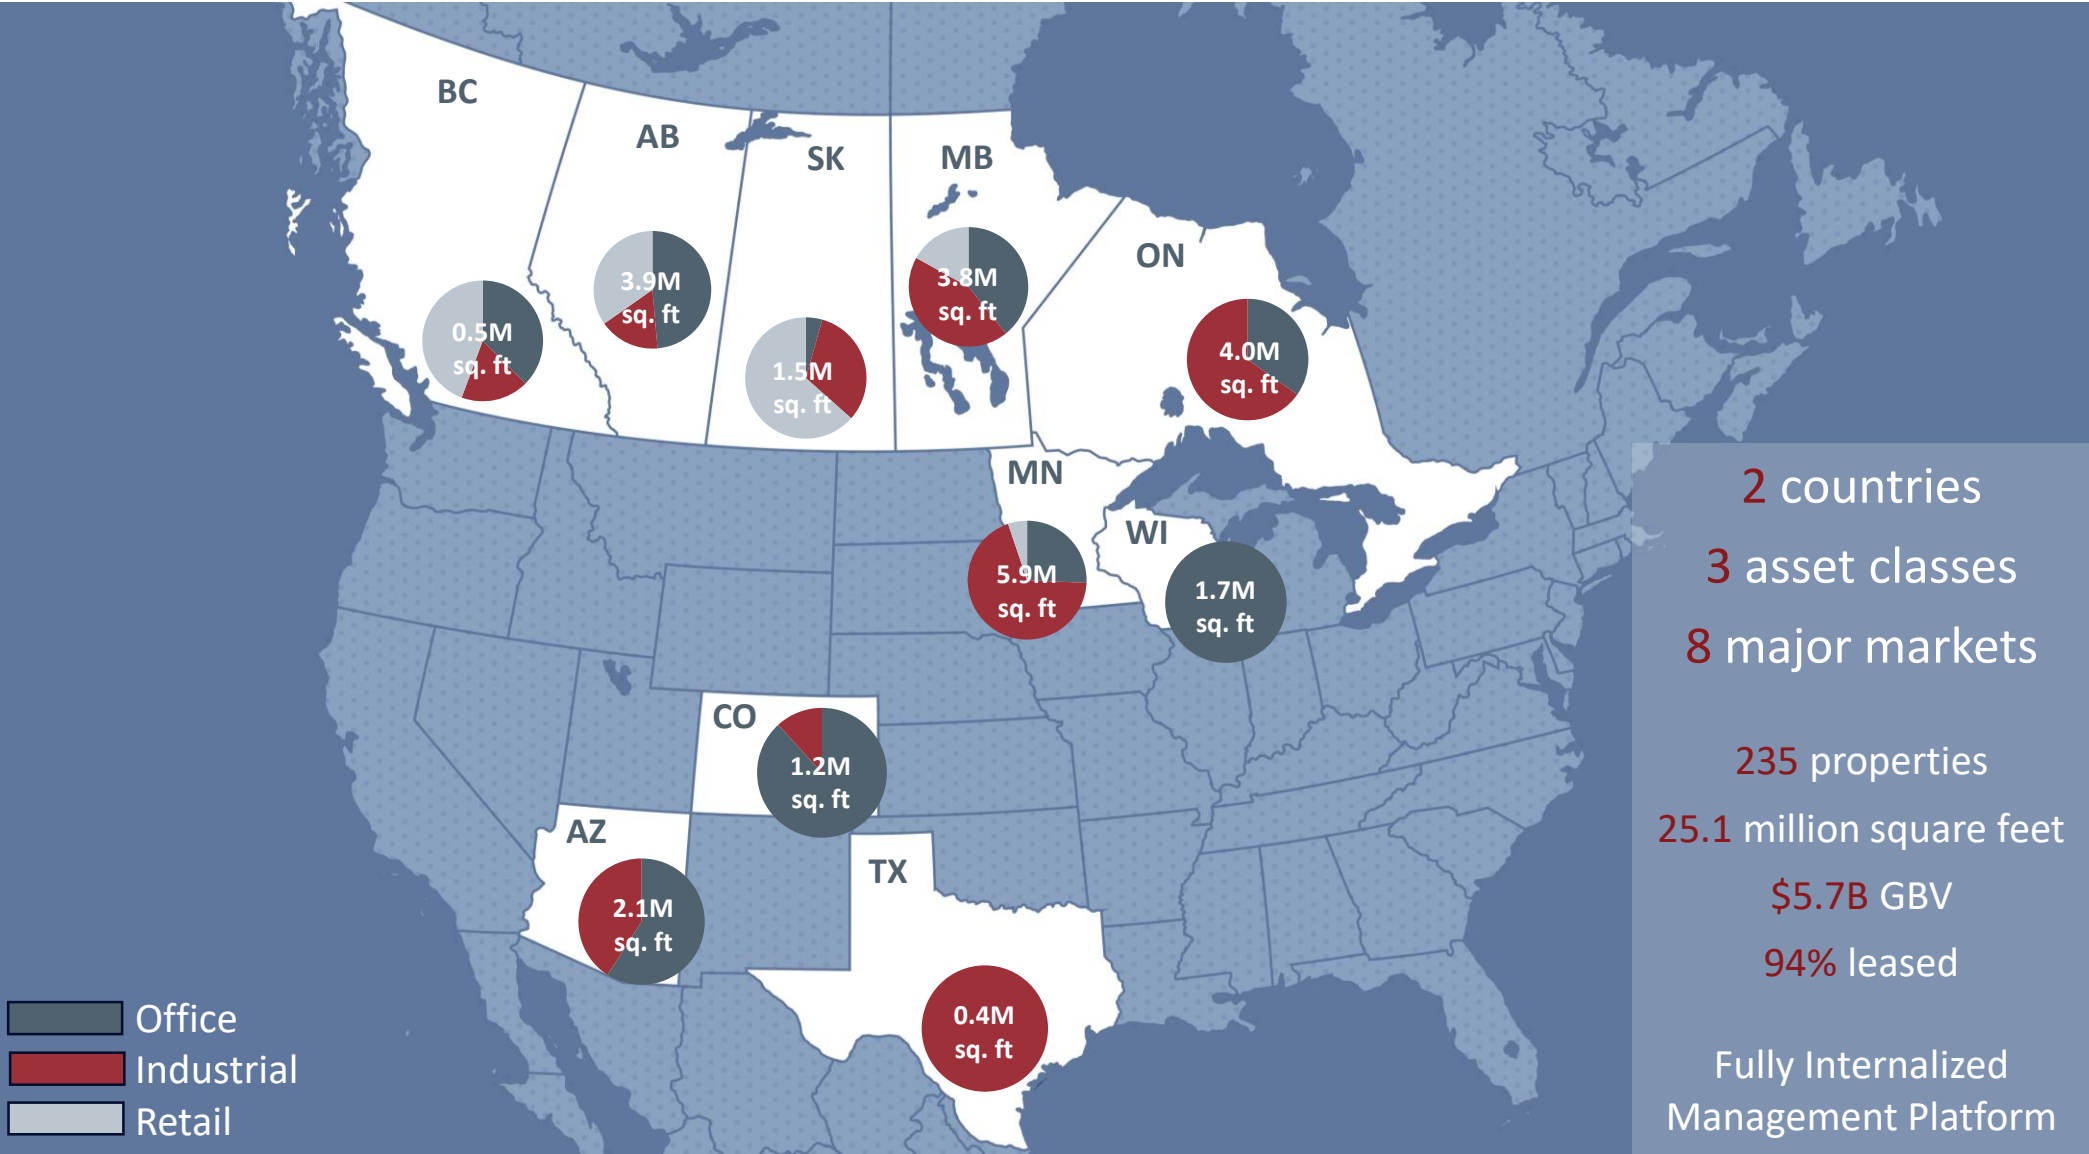 BC
AB
SK
MB
ON
0.5M
sq. ft
3.9M
sq. ft
1.5M
sq. ft
3.8M
sq. ft
4.0M
sq. ft
MN
5.9M
sq. ft
WI
1.7M
sq. ft
CO
1.2M
sq. ft
AZ
2.1M
sq. ft
TX
0.4M
sq. ft
Office
Industrial
Retail
2 countries
3 asset classes
8 major markets
235 properties
25.1 million square feet
$5.7B GBV
94% leased
Fully Internalized
Management Platform